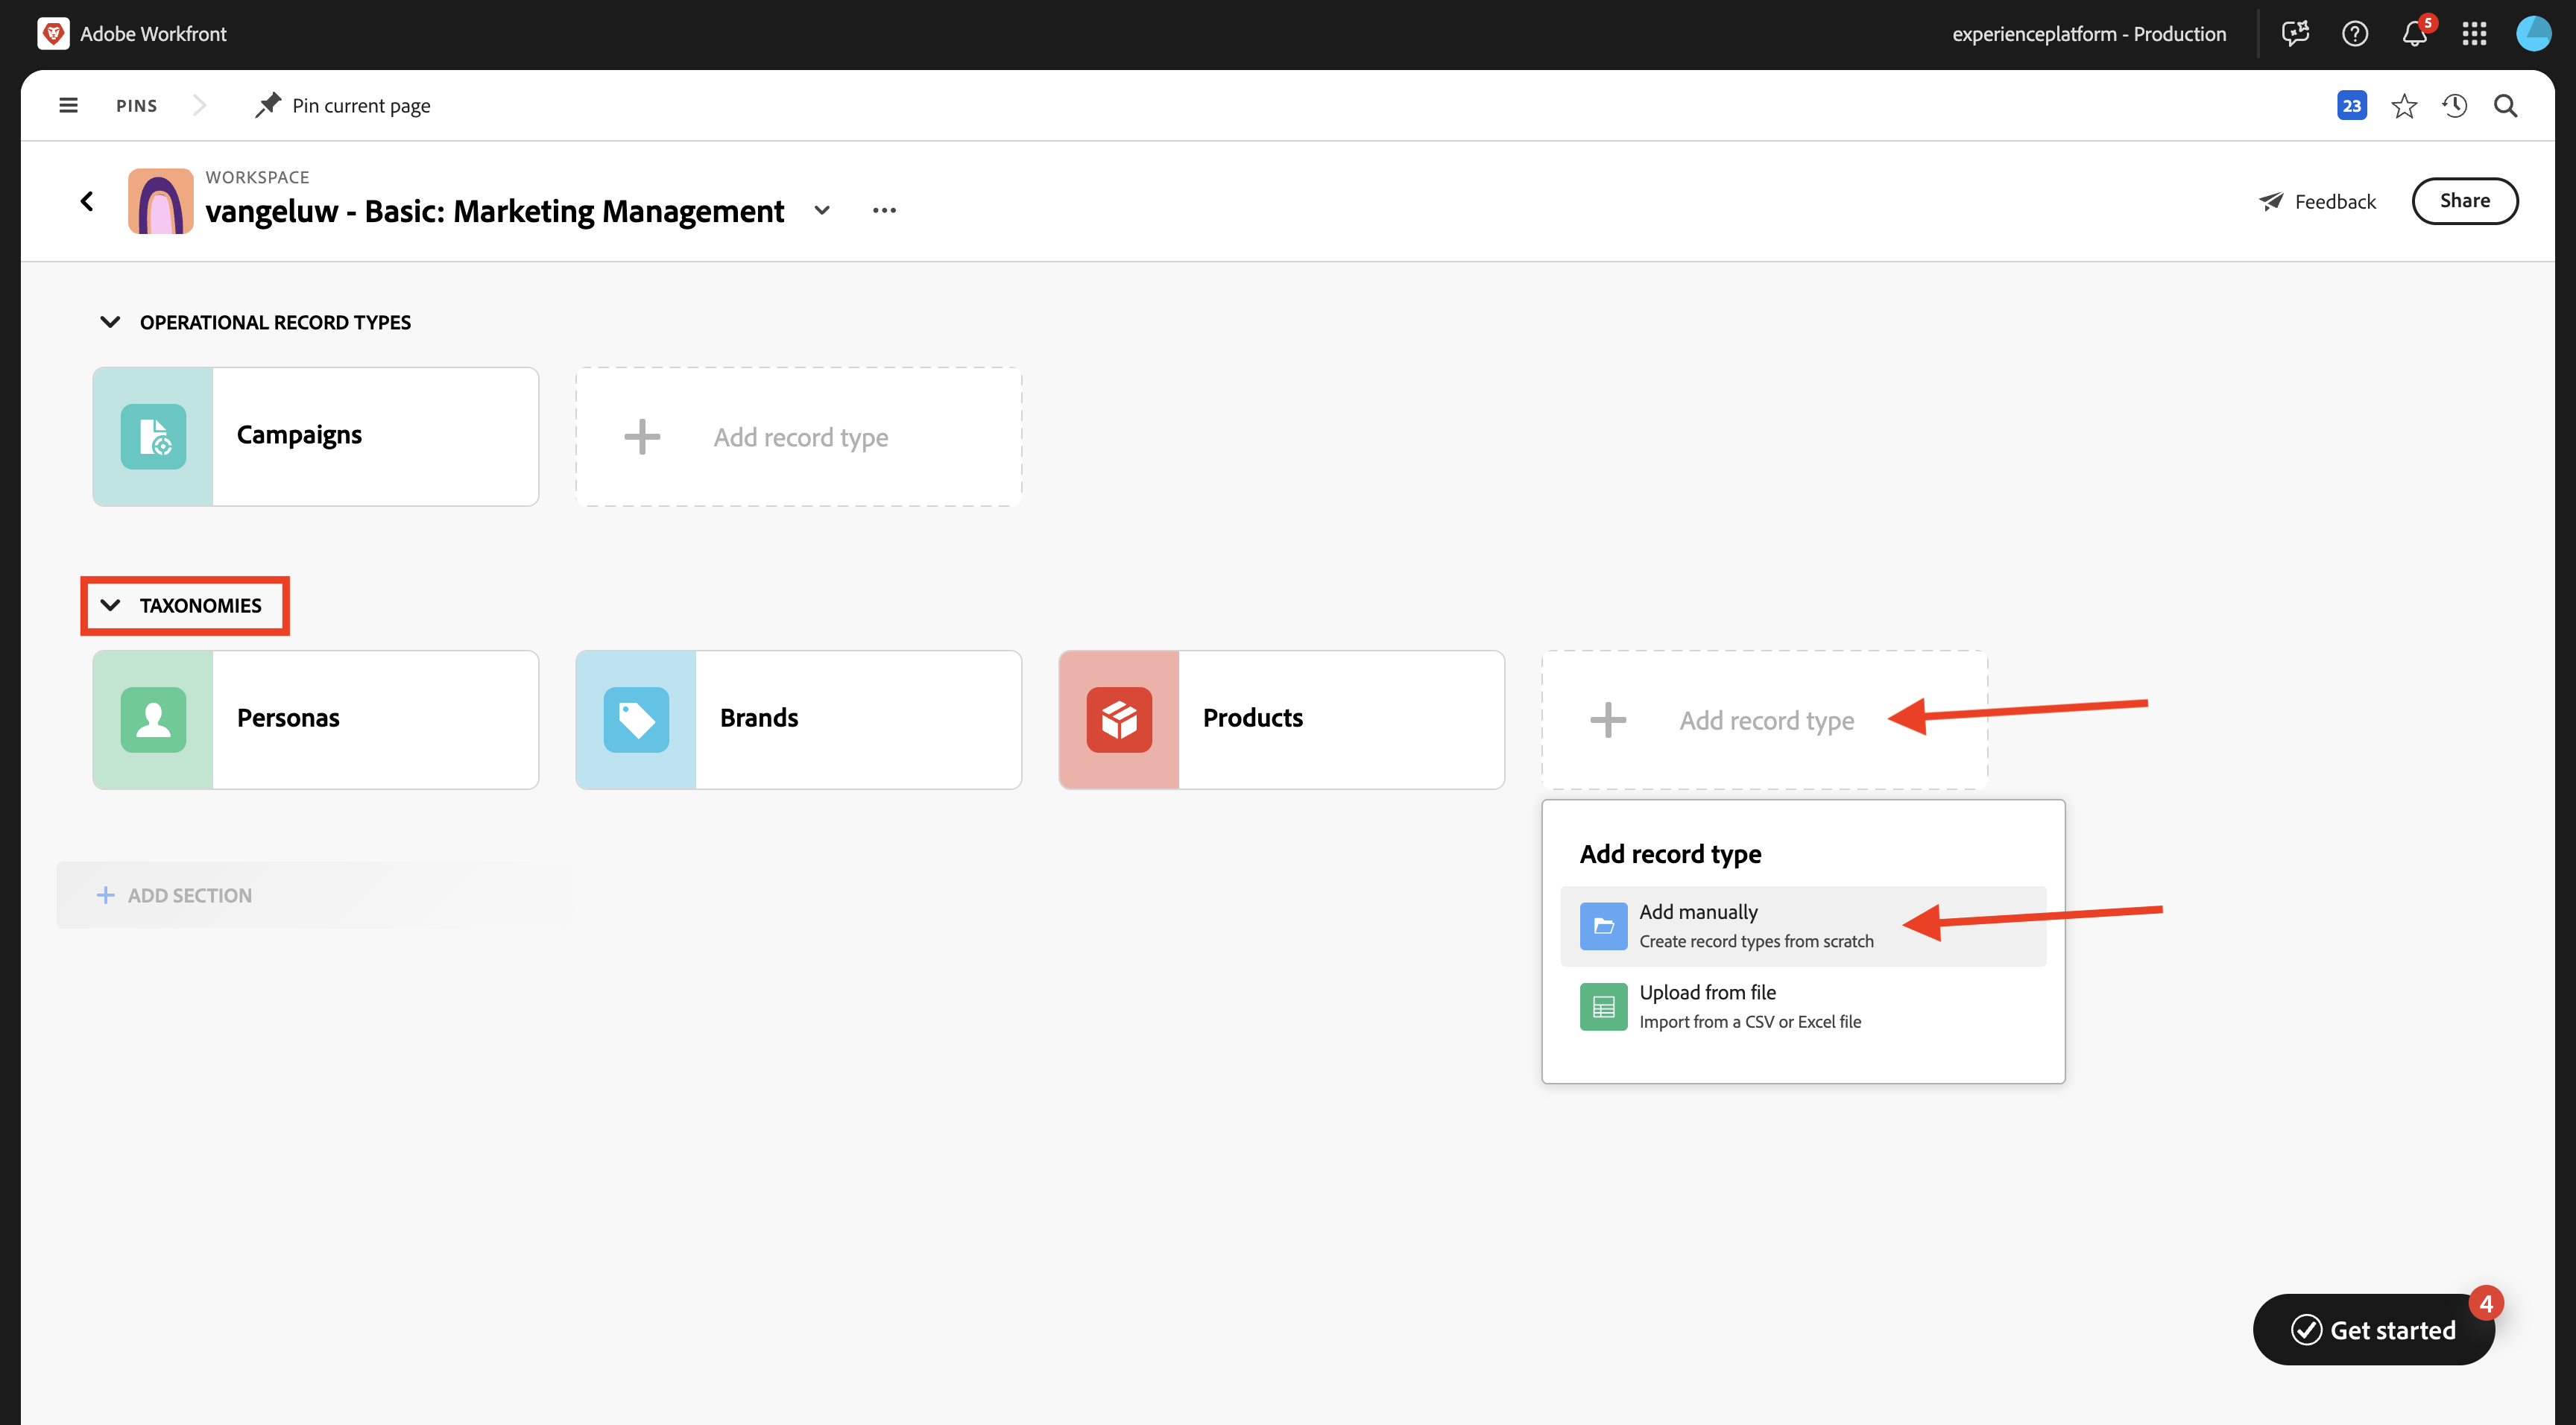 Adobe Workfront
experienceplatform - Production
5
PINS
Pin current page
23
WORKSPACE
vangeluw - Basic: Marketing Management
Feedback
Share
OPERATIONAL RECORD TYPES
Campaigns
Add record type
TAXONOMIES
Personas
Brands
Products
Add record type
Add record type
Add manually
Create record types from scratch
Upload from file
Import from a CSV or Excel file
ADD SECTION
4
Get started